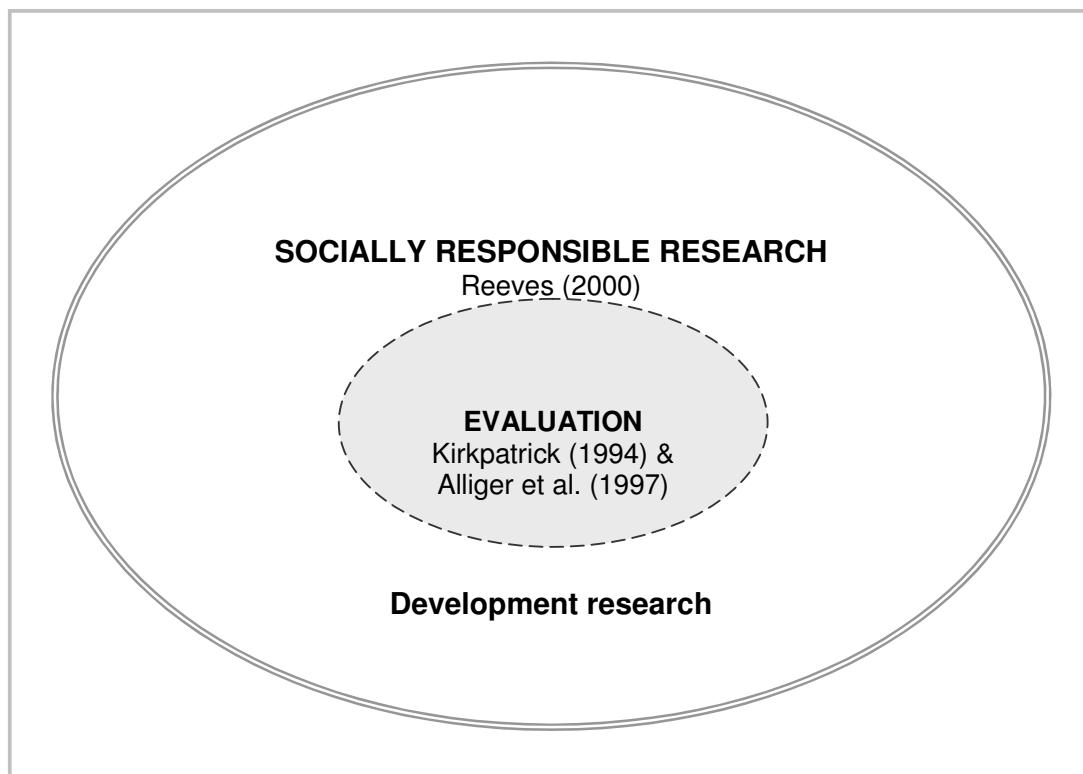 SOCIALLY RESPONSIBLE RESEARCH
Reeves (2000)
EVALUATION
Kirkpatrick (1994) &
Alliger et al. (1997)
Development research